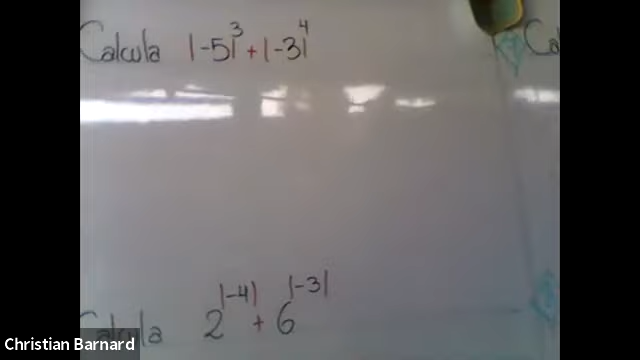 Calcula |-5|³ + |-3|⁴
Ca
Calcula 2^|-4| + 6^|-3|
Christian Barnard